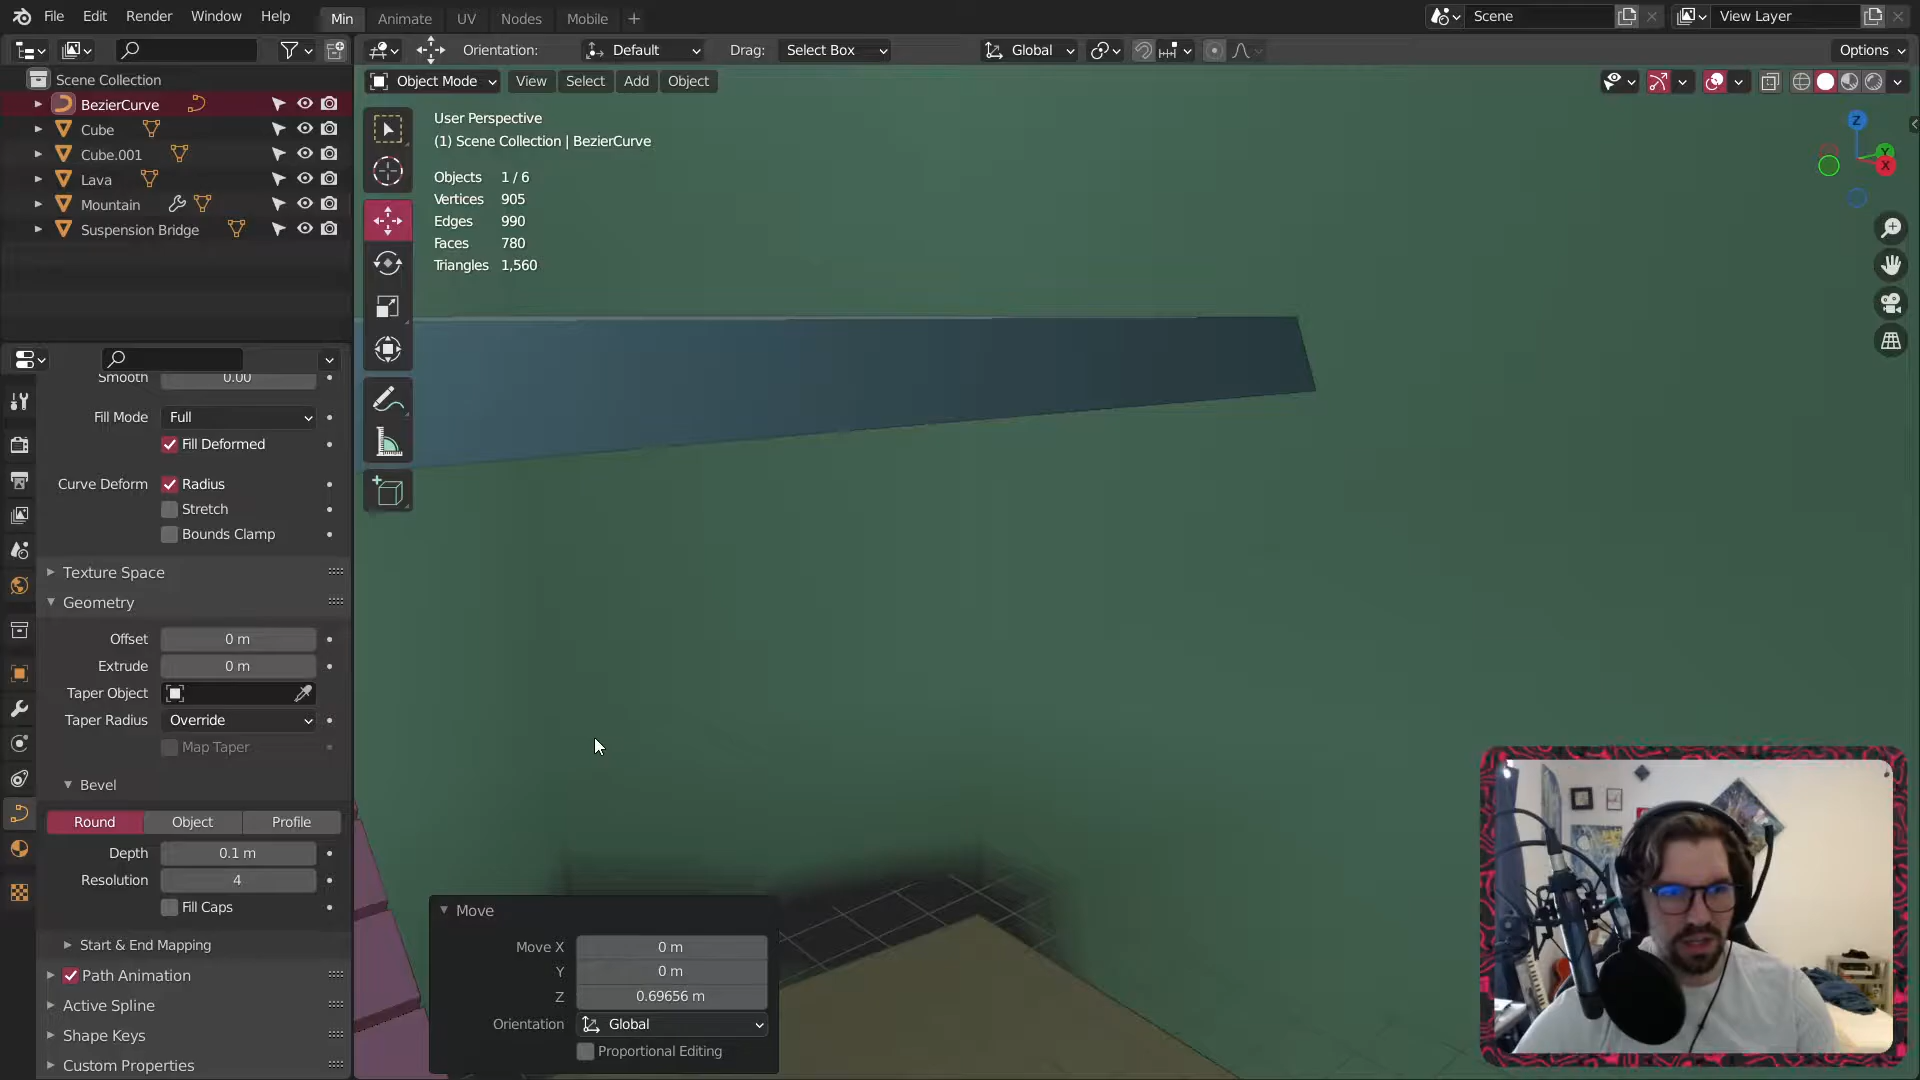 File Edit Render Window Help Min Animate UV Nodes Mobile + Scene View Layer
Orientation: Default Drag: Select Box Global Options
Object Mode View Select Add Object
Scene Collection
BezierCurve
Cube
Cube.001
Lava
Mountain
Suspension Bridge
User Perspective
(1) Scene Collection | BezierCurve
Objects 1 / 6
Vertices 905
Edges 990
Faces 780
Triangles 1,560
Z
Y
X
Smooth 0.00
Fill Mode Full
Fill Deformed
Curve Deform Radius
Stretch
Bounds Clamp
Texture Space
Geometry
Offset 0 m
Extrude 0 m
Taper Object
Taper Radius Override
Map Taper
Bevel
Round Object Profile
Depth 0.1 m
Resolution 4
Fill Caps
Start & End Mapping
Path Animation
Active Spline
Shape Keys
Custom Properties
Move
Move X 0 m
Y 0 m
Z 0.69656 m
Orientation Global
Proportional Editing